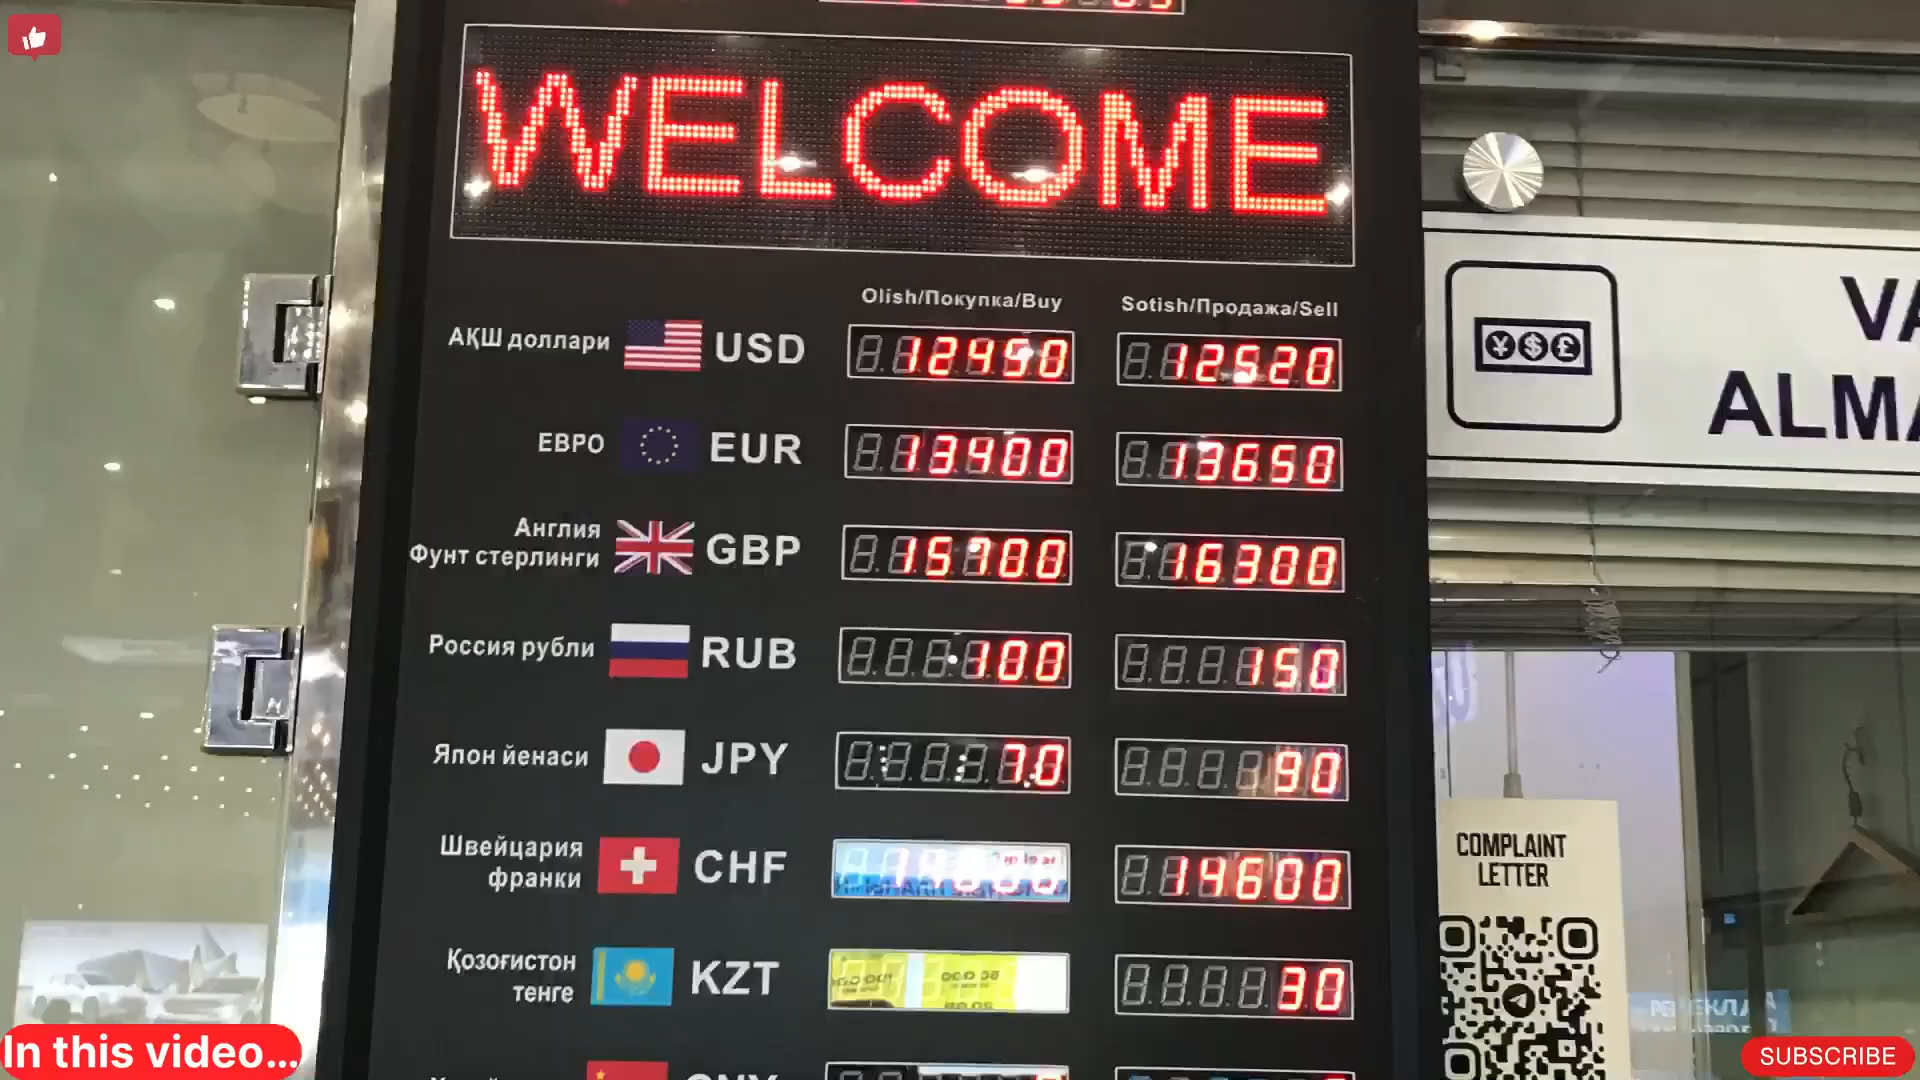 WELCOME
Olish/Покупка/Buy
Sotish/Продажа/Sell
АҚШ доллари USD 12450 12520
ЕВРО EUR 13400 13650
Англия
Фунт стерлинги GBP 15700 16300
Россия рубли RUB 100 150
Япон йенаси JPY 70 90
Швейцария
франки CHF 14600
Қозоғистон
тенге KZT 30
CNY
ALMA
COMPLAINT
LETTER
In this video...
SUBSCRIBE